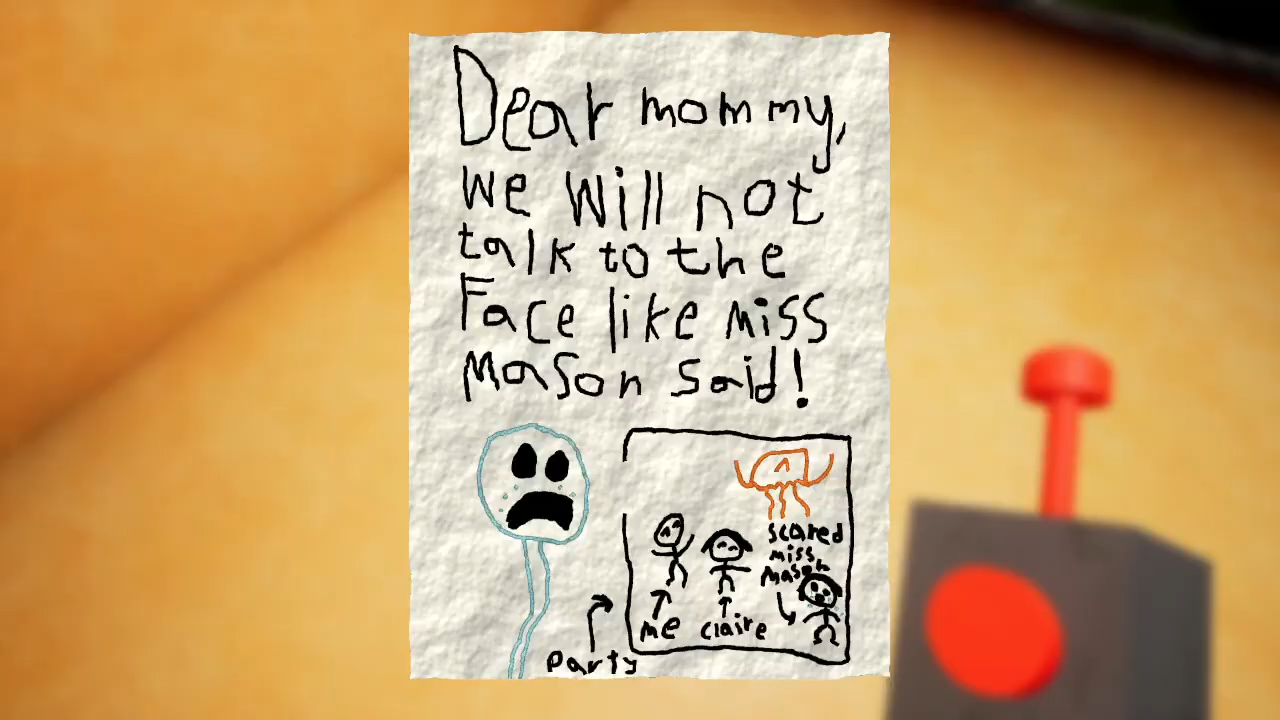 Dear mommy,
we will not
talk to the
Face like miss
mason said!
scared
miss
mason
me
claire
party